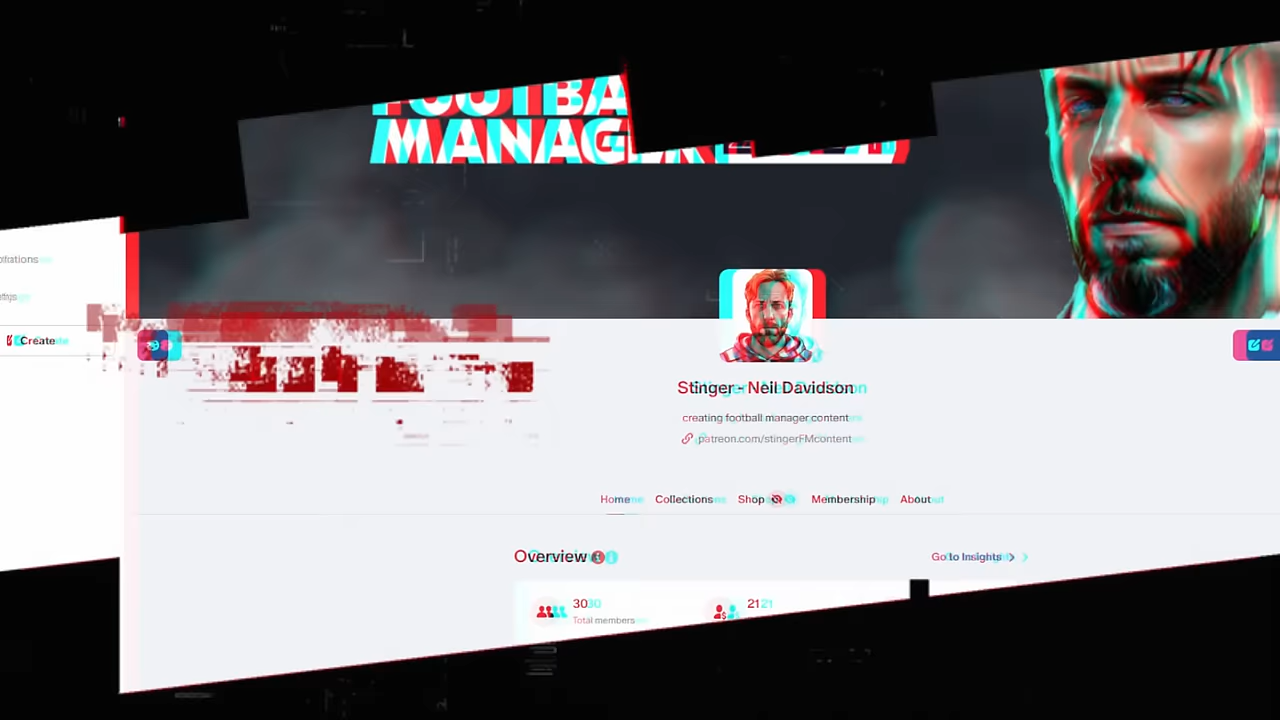 FOOTBA
MANAG
Create
Stinger - Neil Davidson
creating football manager content
patreon.com/stingerFMcontent
Home Collections Shop Membership About
Overview
Go to Insights
30
21
Total members